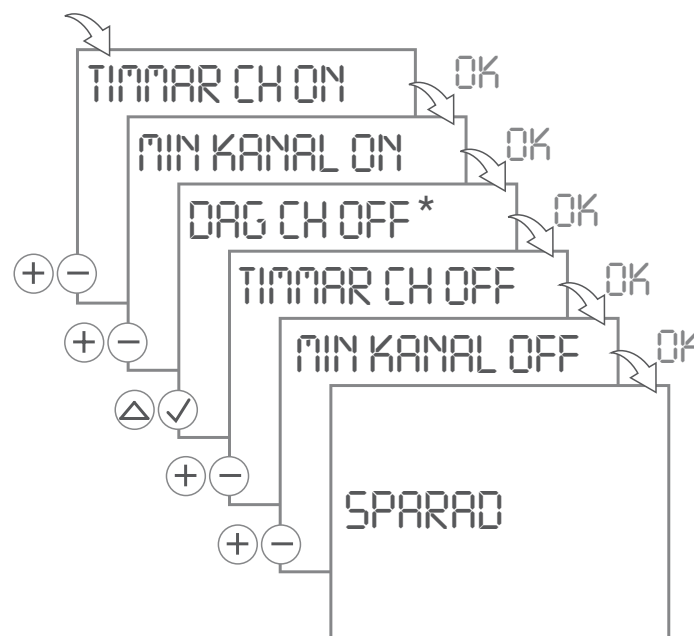 TIMMAR CH ON
OK
MIN KANAL ON
OK
DAG CH OFF*
OK
TIMMAR CH OFF
OK
MIN KANAL OFF
OK
SPARAD